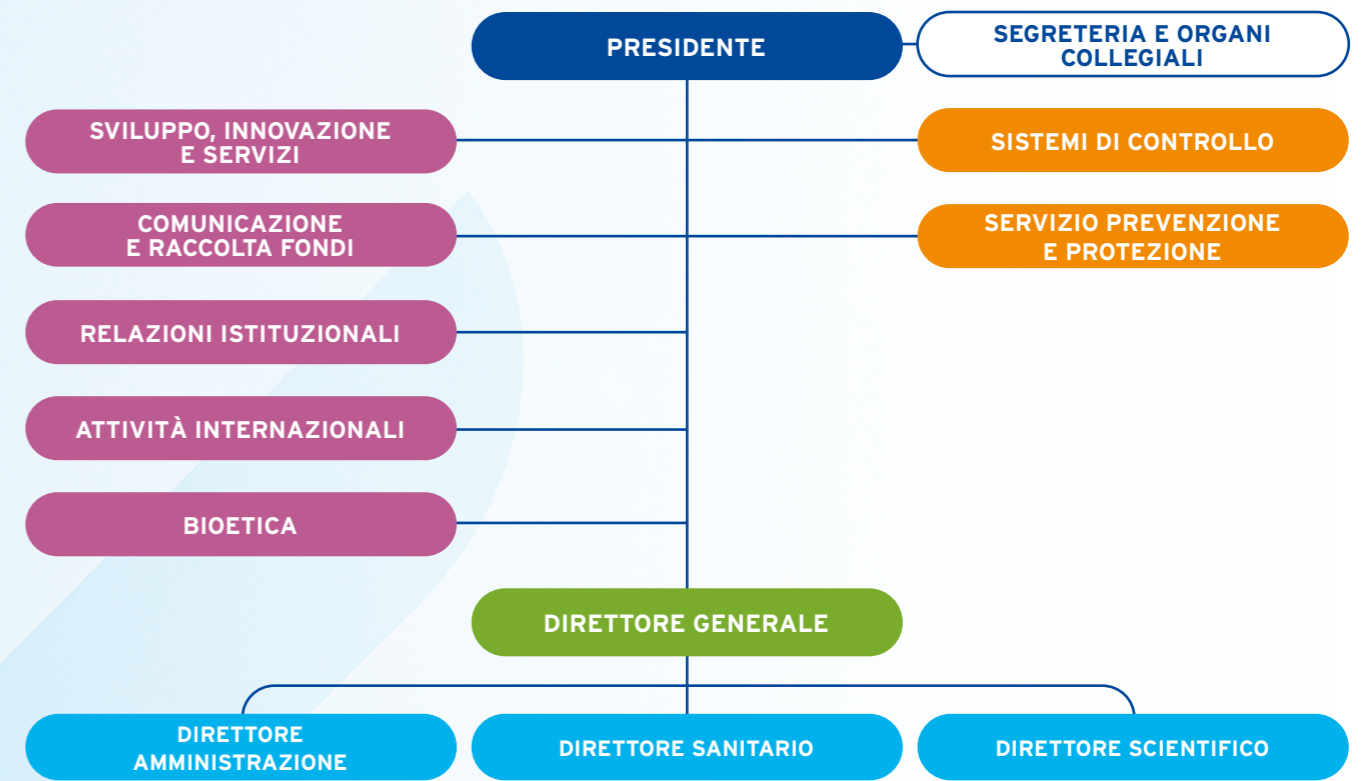 PRESIDENTE
SEGRETERIA E ORGANI
COLLEGIALI
SVILUPPO, INNOVAZIONE
E SERVIZI
SISTEMI DI CONTROLLO
COMUNICAZIONE
E RACCOLTA FONDI
SERVIZIO PREVENZIONE
E PROTEZIONE
RELAZIONI ISTITUZIONALI
ATTIVITÀ INTERNAZIONALI
BIOETICA
DIRETTORE GENERALE
DIRETTORE
AMMINISTRAZIONE
DIRETTORE SANITARIO
DIRETTORE SCIENTIFICO